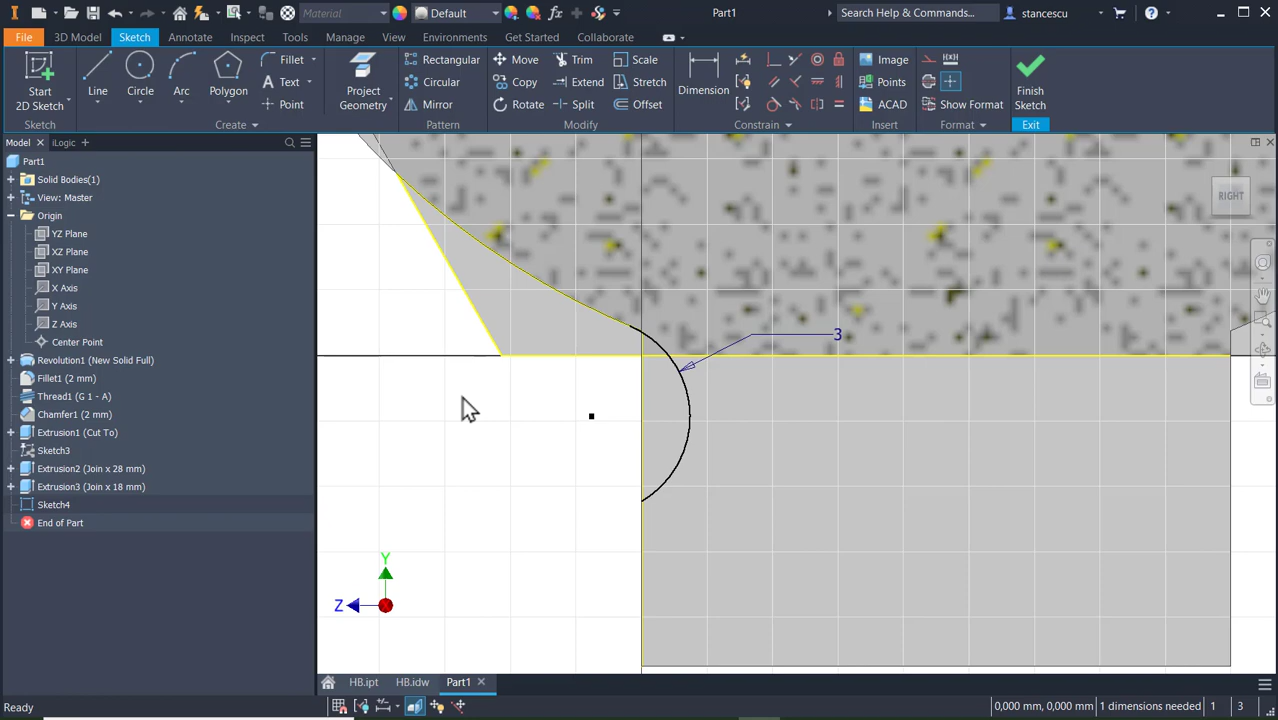 Material
Default
Part1
Search Help & Commands...
stancescu
File
3D Model
Sketch
Annotate
Inspect
Tools
Manage
View
Environments
Get Started
Collaborate
Start
2D Sketch
Line
Circle
Arc
Polygon
Fillet
Text
Point
Project
Geometry
Rectangular
Circular
Mirror
Move
Copy
Rotate
Trim
Extend
Split
Scale
Stretch
Offset
Dimension
Image
Points
ACAD
Show Format
Finish
Sketch
Sketch
Create
Pattern
Modify
Constrain
Insert
Format
Exit
Model
iLogic
Part1
Solid Bodies(1)
View: Master
Origin
YZ Plane
XZ Plane
XY Plane
X Axis
Y Axis
Z Axis
Center Point
Revolution1 (New Solid Full)
Fillet1 (2 mm)
Thread1 (G 1 - A)
Chamfer1 (2 mm)
Extrusion1 (Cut To)
Sketch3
Extrusion2 (Join x 28 mm)
Extrusion3 (Join x 18 mm)
Sketch4
End of Part
RIGHT
3
Y
Z
HB.ipt
HB.idw
Part1
Ready
0,000 mm, 0,000 mm
1 dimensions needed
1
3